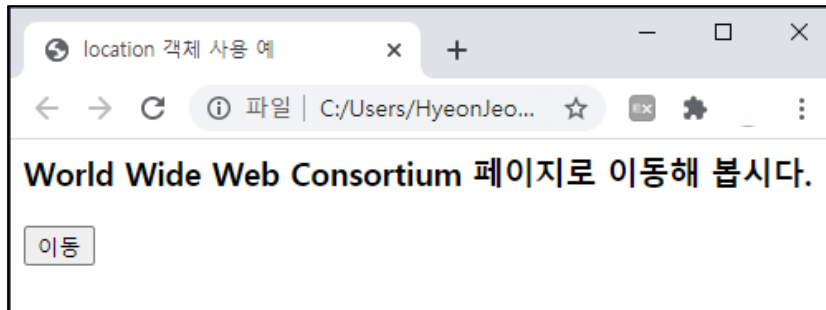 location 객체 사용 예
파일 | C:/Users/HyeonJeo...
EX
World Wide Web Consortium 페이지로 이동해 봅시다.
이동